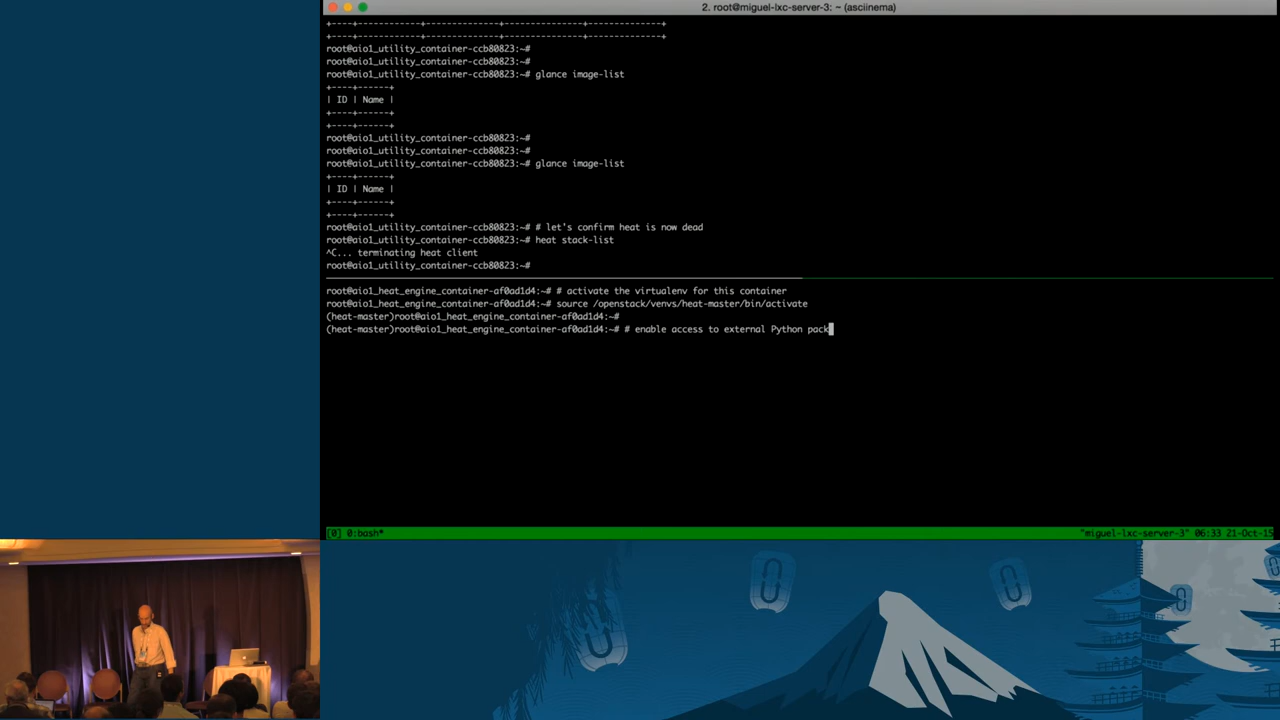 2. root@miguel-lxc-server-3: ~ (asciinema)
+----+------------+--------------+---------------+--------------+
+----+------------+--------------+---------------+--------------+
root@aio1_utility_container-ccb80823:~#
root@aio1_utility_container-ccb80823:~#
root@aio1_utility_container-ccb80823:~# glance image-list
+----+------+
| ID | Name |
+----+------+
+----+------+
root@aio1_utility_container-ccb80823:~#
root@aio1_utility_container-ccb80823:~#
root@aio1_utility_container-ccb80823:~# glance image-list
+----+------+
| ID | Name |
+----+------+
+----+------+
root@aio1_utility_container-ccb80823:~# # let's confirm heat is now dead
root@aio1_utility_container-ccb80823:~# heat stack-list
^C... terminating heat client
root@aio1_utility_container-ccb80823:~#
root@aio1_heat_engine_container-af0ad1d4:~# # activate the virtualenv for this container
root@aio1_heat_engine_container-af0ad1d4:~# source /openstack/venvs/heat-master/bin/activate
(heat-master)root@aio1_heat_engine_container-af0ad1d4:~#
(heat-master)root@aio1_heat_engine_container-af0ad1d4:~# # enable access to external Python pack
[0] 0:bash* "miguel-lxc-server-3" 06:33 21-Oct-15